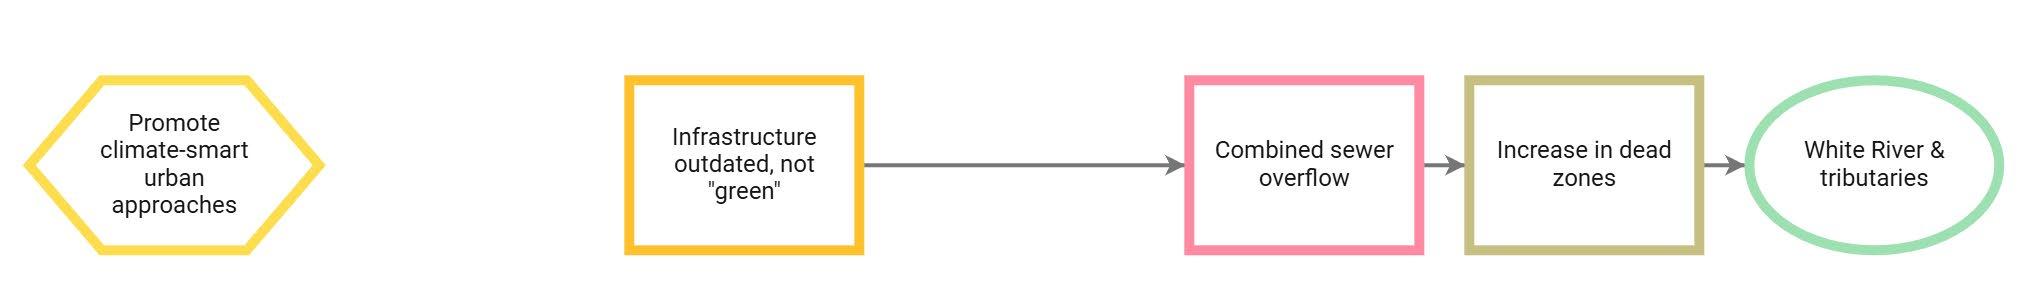 Promote
climate-smart
urban
approaches
Infrastructure
outdated, not
"green"
Combined sewer
overflow
Increase in dead
zones
White River &
tributaries